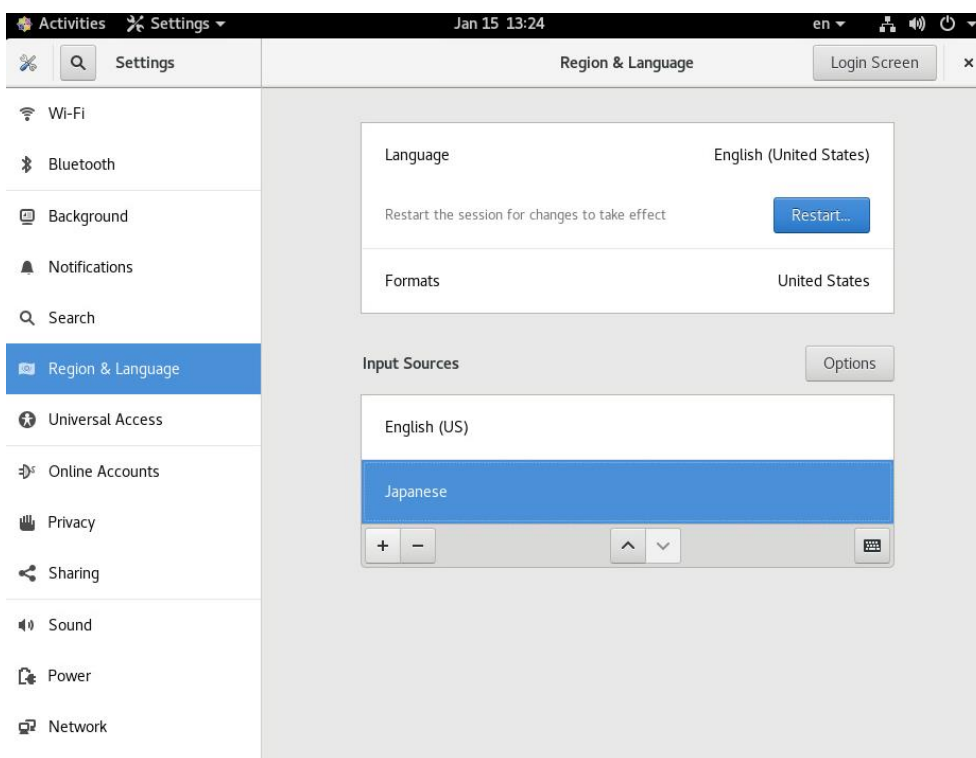 Activities Settings Jan 15 13:24 en
Settings Region & Language Login Screen
Wi-Fi
Bluetooth
Background
Notifications
Search
Region & Language
Universal Access
Online Accounts
Privacy
Sharing
Sound
Power
Network
Language English (United States)
Restart the session for changes to take effect Restart...
Formats United States
Input Sources Options
English (US)
Japanese